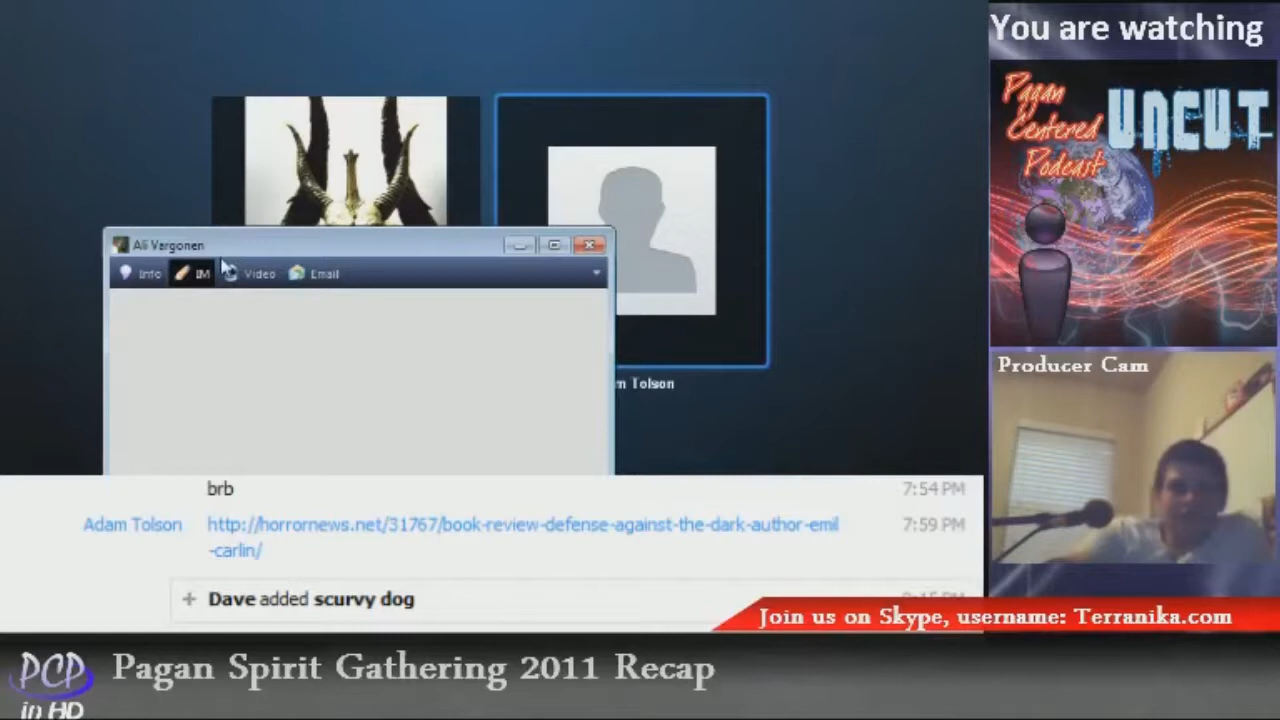 You are watching
Pagan
Centered
Podcast
UNCUT
Ali Vargonen
Info IM Video Email
m Tolson
Producer Cam
brb 7:54 PM
Adam Tolson http://horrornews.net/31767/book-review-defense-against-the-dark-author-emil 7:59 PM
-carlin/
+ Dave added scurvy dog
Join us on Skype, username: Terranika.com
PCP
in HD
Pagan Spirit Gathering 2011 Recap